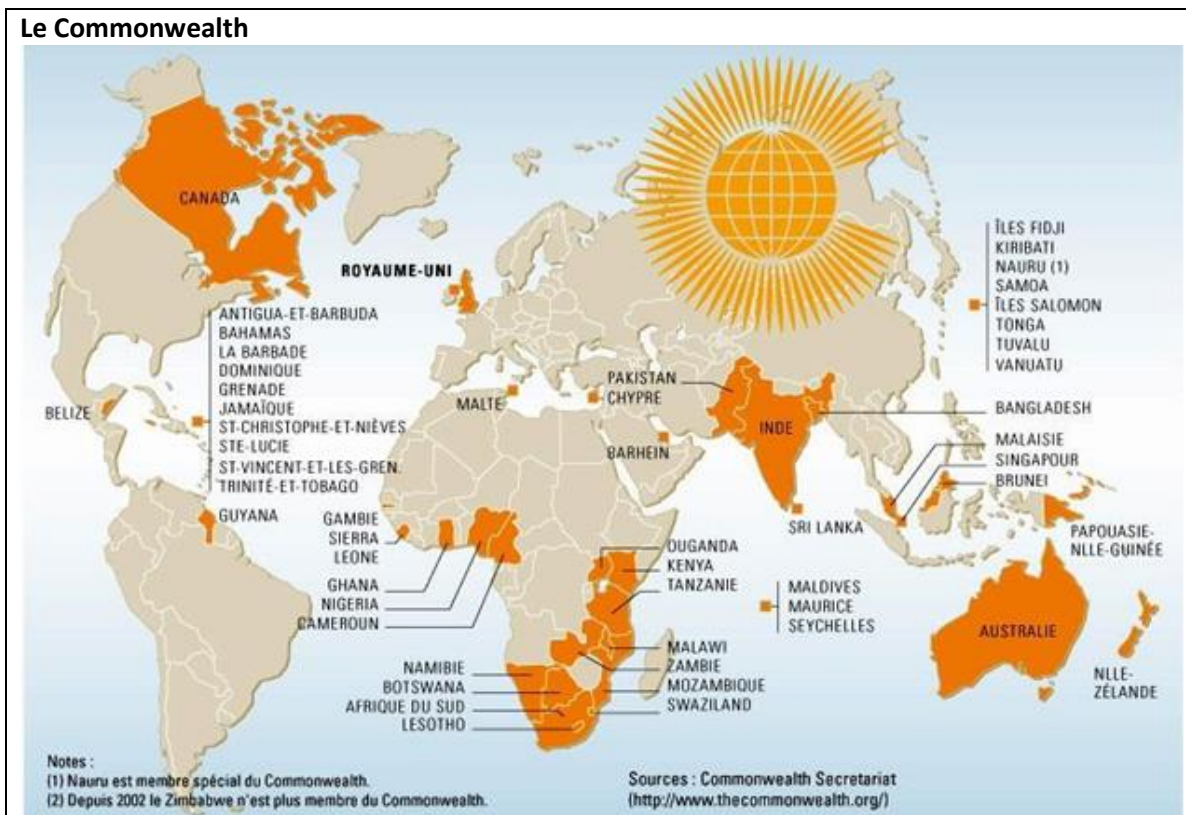 Le Commonwealth
CANADA
ROYAUME-UNI
ANTIGUA-ET-BARBUDA
BAHAMAS
LA BARBADE
DOMINIQUE
GRENADE
JAMAÏQUE
ST-CHRISTOPHE-ET-NIÈVES
STE-LUCIE
ST-VINCENT-ET-LES-GREN.
TRINITÉ-ET-TOBAGO
BELIZE
GUYANA
MALTE
PAKISTAN
CHYPRE
BARHEIN
INDE
ÎLES FIDJI
KIRIBATI
NAURU (1)
SAMOA
ÎLES SALOMON
TONGA
TUVALU
VANUATU
BANGLADESH
MALAISIE
SINGAPOUR
BRUNEI
SRI LANKA
PAPOUASIE-
NLLE-GUINÉE
GAMBIE
SIERRA
LEONE
GHANA
NIGERIA
CAMEROUN
OUGANDA
KENYA
TANZANIE
MALDIVES
MAURICE
SEYCHELLES
MALAWI
ZAMBIE
MOZAMBIQUE
SWAZILAND
NAMIBIE
BOTSWANA
AFRIQUE DU SUD
LESOTHO
AUSTRALIE
NLLE-
ZÉLANDE
Notes :
(1) Nauru est membre spécial du Commonwealth.
(2) Depuis 2002 le Zimbabwe n'est plus membre du Commonwealth.
Sources : Commonwealth Secretariat
(http://www.thecommonwealth.org/)